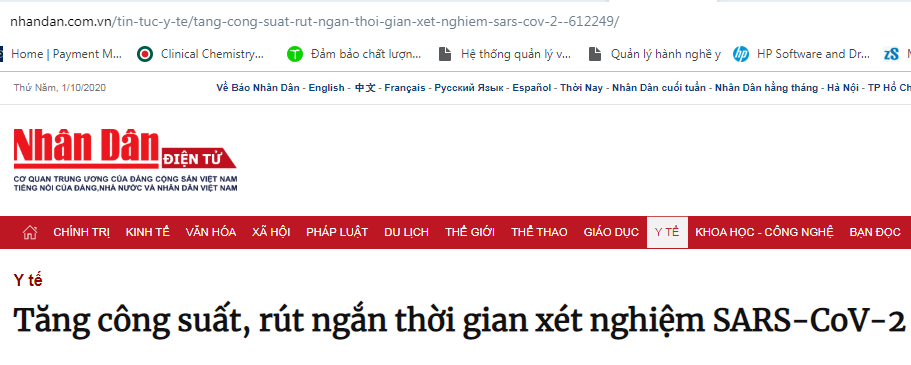 nhandan.com.vn/tin-tuc-y-te/tang-cong-suat-rut-ngan-thoi-gian-xet-nghiem-sars-cov-2--612249/
Home | Payment M... Clinical Chemistry... T Đảm bảo chất lượn... Hệ thống quản lý v... Quản lý hành nghề y hp HP Software and Dr... zS
Thứ Năm, 1/10/2020 Về Báo Nhân Dân - English - 中文 - Français - Русский Язык - Español - Thời Nay - Nhân Dân cuối tuần - Nhân Dân hằng tháng - Hà Nội - TP Hồ Ch
Nhân Dân ĐIỆN TỬ
CƠ QUAN TRUNG ƯƠNG CỦA ĐẢNG CỘNG SẢN VIỆT NAM
TIẾNG NÓI CỦA ĐẢNG, NHÀ NƯỚC VÀ NHÂN DÂN VIỆT NAM
CHÍNH TRỊ KINH TẾ VĂN HÓA XÃ HỘI PHÁP LUẬT DU LỊCH THẾ GIỚI THỂ THAO GIÁO DỤC Y TẾ KHOA HỌC - CÔNG NGHỆ BẠN ĐỌC
Y tế
Tăng công suất, rút ngắn thời gian xét nghiệm SARS-CoV-2